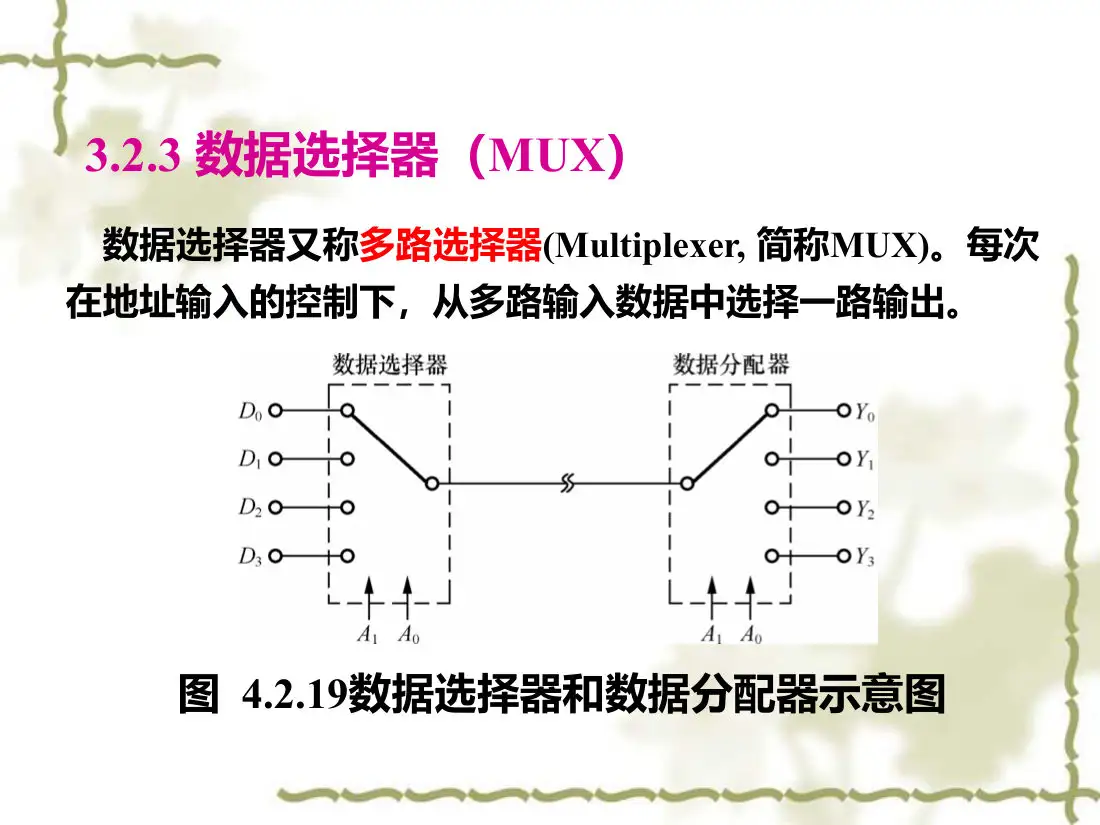 3.2.3 数据选择器（MUX）
数据选择器又称多路选择器(Multiplexer, 简称MUX)。每次
在地址输入的控制下，从多路输入数据中选择一路输出。
数据选择器 数据分配器
D0 Y0
D1 Y1
D2 Y2
D3 Y3
A1 A0 A1 A0
图 4.2.19数据选择器和数据分配器示意图